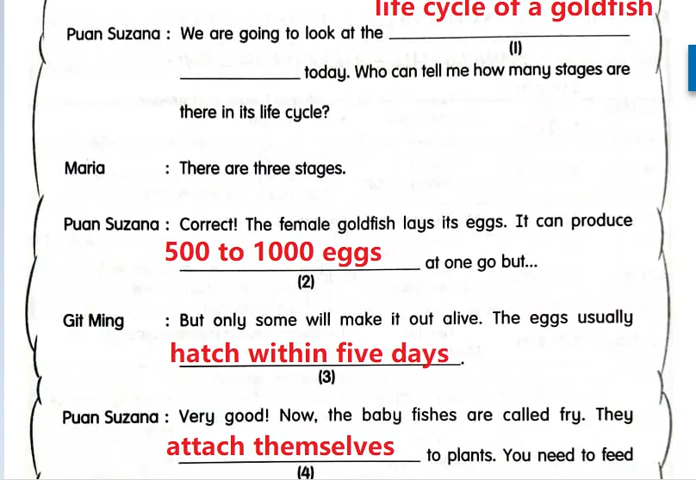 life cycle of a goldfish
Puan Suzana : We are going to look at the ____________
(1)
____________ today. Who can tell me how many stages are
there in its life cycle?
Maria : There are three stages.
Puan Suzana : Correct! The female goldfish lays its eggs. It can produce
500 to 1000 eggs at one go but...
(2)
Git Ming : But only some will make it out alive. The eggs usually
hatch within five days.
(3)
Puan Suzana : Very good! Now, the baby fishes are called fry. They
attach themselves to plants. You need to feed
(4)